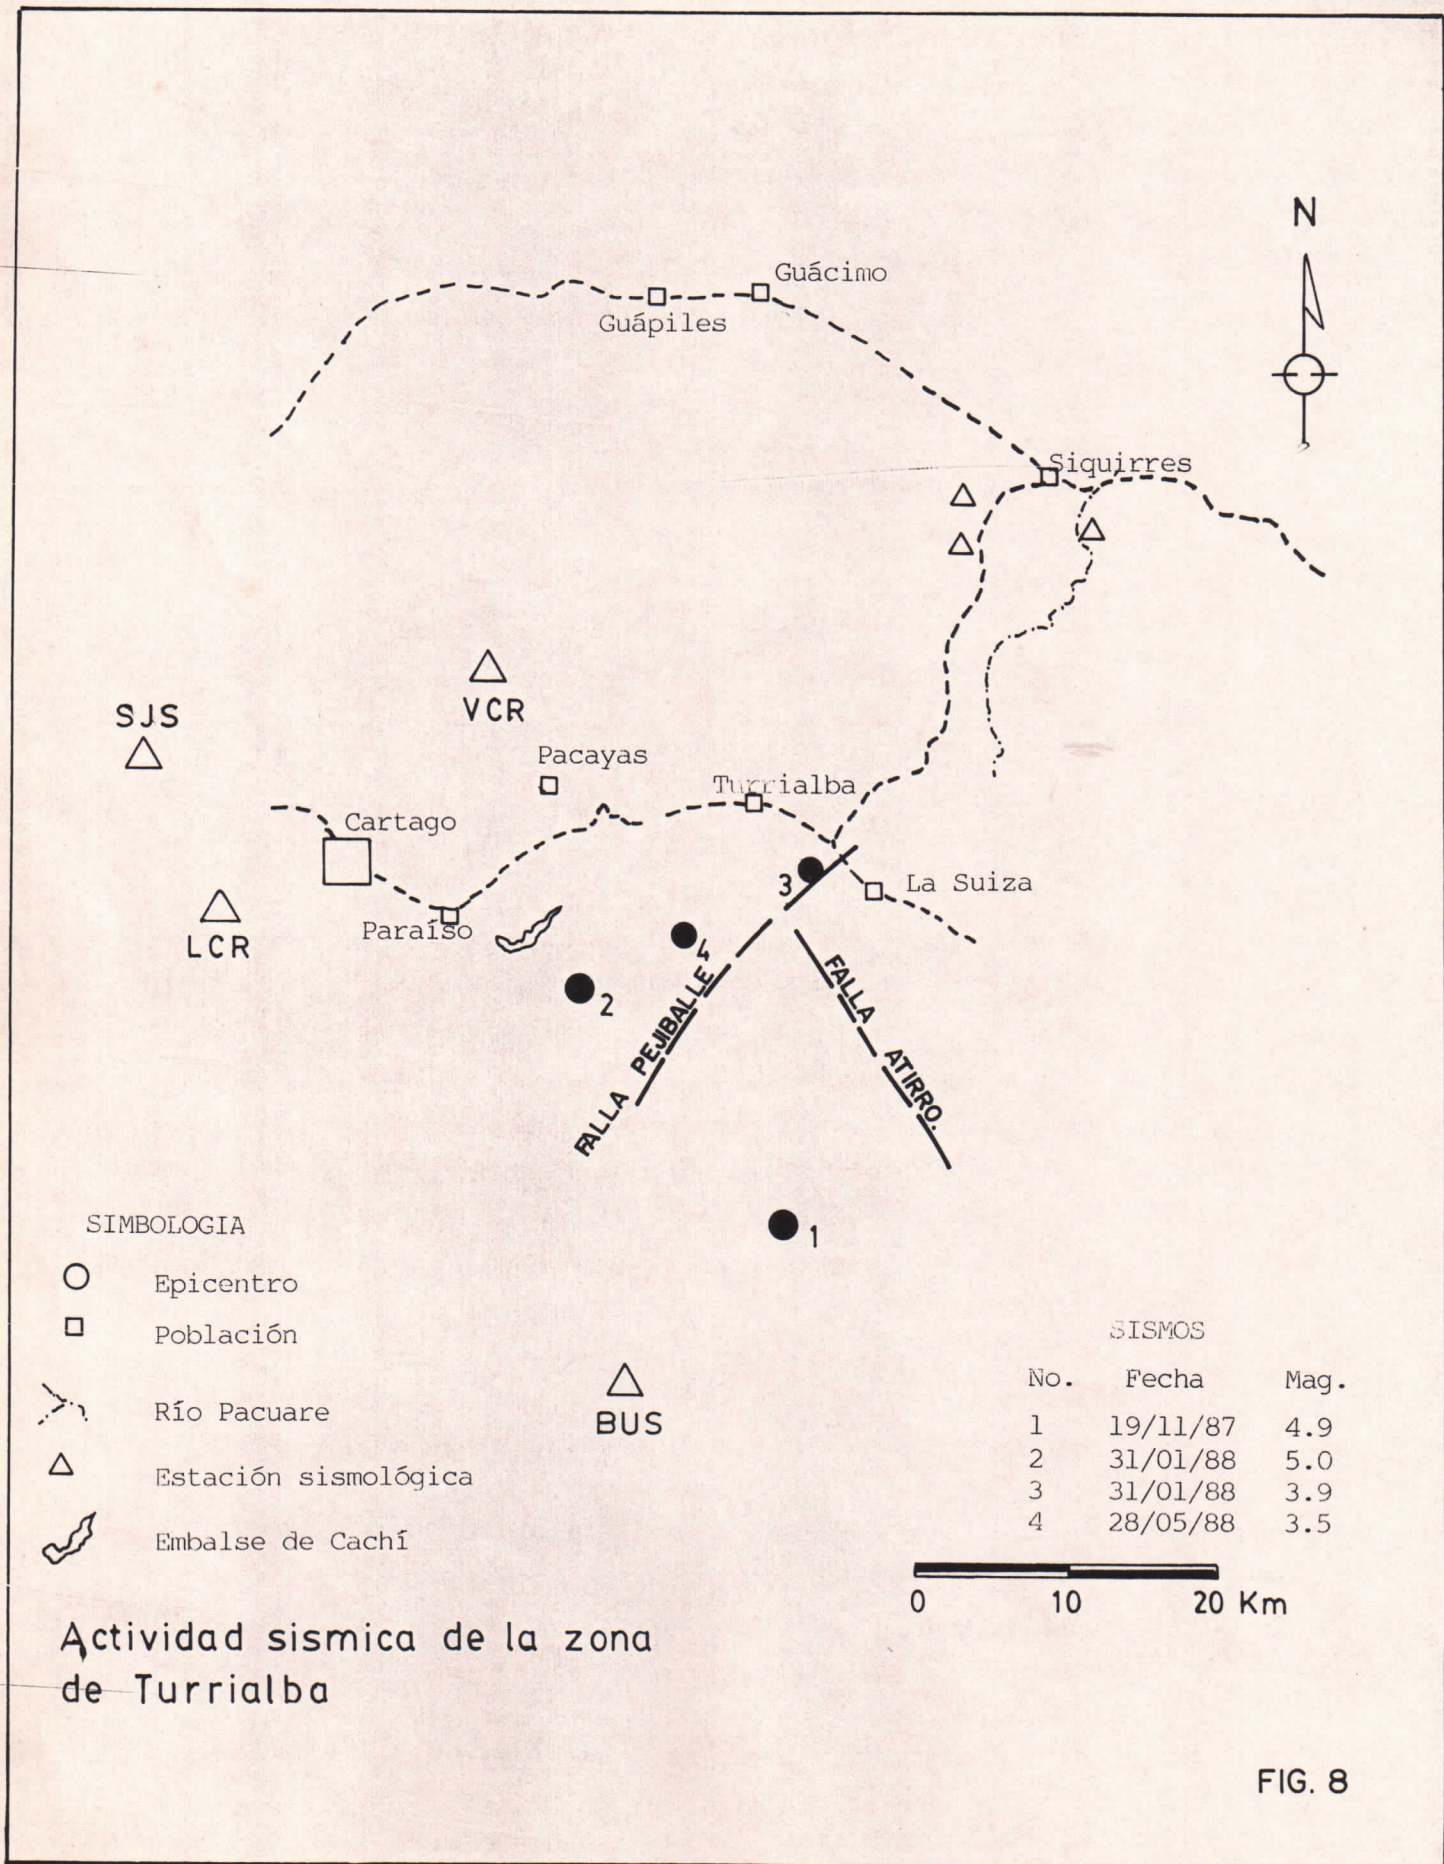 N
Guácimo
Guápiles
Siquirres
VCR
SJS
Pacayas
Turrialba
Cartago
3
La Suiza
Paraíso
LCR
4
2
FALLA PEJIBALLE
FALLA ATIRRO.
1
SIMBOLOGIA
Epicentro
Población
Río Pacuare
Estación sismológica
Embalse de Cachí
BUS
SISMOS
No. Fecha Mag.
1 19/11/87 4.9
2 31/01/88 5.0
3 31/01/88 3.9
4 28/05/88 3.5
0 10 20 Km
Actividad sismica de la zona
de Turrialba
FIG. 8